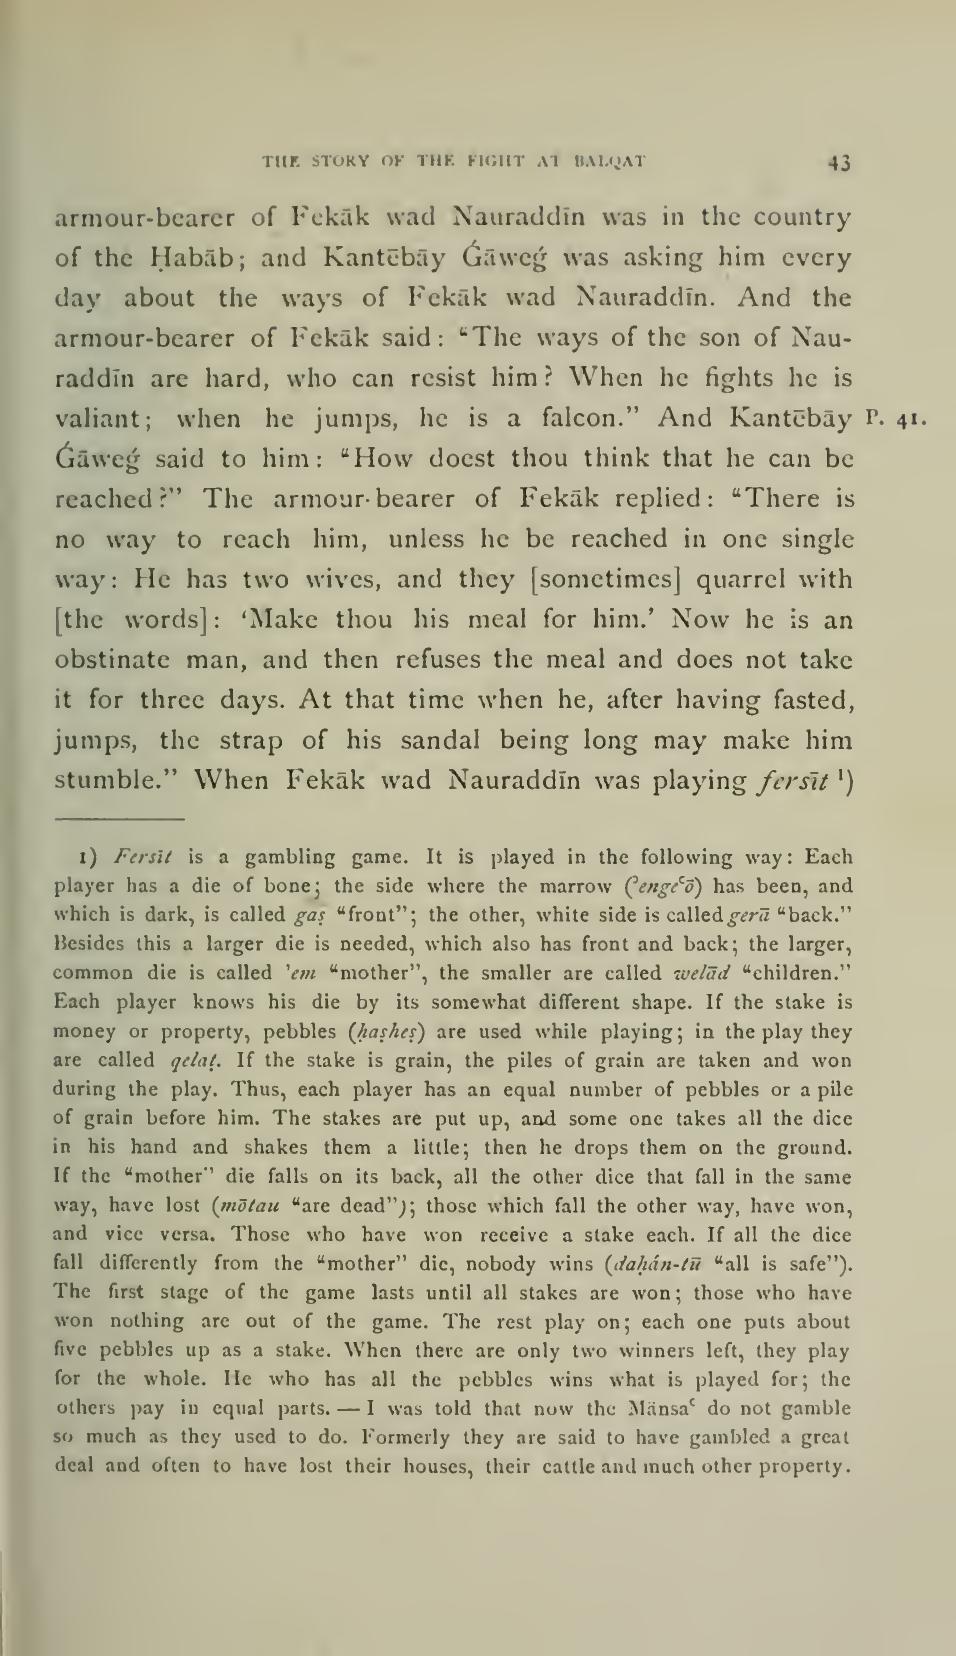 THE STORY OF THE FIGHT AT BALQAT 43
armour-bearer of Fekāk wad Nauraddīn was in the country
of the Ḥabāb; and Kantēbāy Ǵāweǵ was asking him every
day about the ways of Fekāk wad Nauraddīn. And the
armour-bearer of Fekāk said: “The ways of the son of Nau-
raddīn are hard, who can resist him? When he fights he is
valiant; when he jumps, he is a falcon.” And Kantēbāy P. 41.
Ǵāweǵ said to him: “How doest thou think that he can be
reached?” The armour-bearer of Fekāk replied: “There is
no way to reach him, unless he be reached in one single
way: He has two wives, and they [sometimes] quarrel with
[the words]: ‘Make thou his meal for him.’ Now he is an
obstinate man, and then refuses the meal and does not take
it for three days. At that time when he, after having fasted,
jumps, the strap of his sandal being long may make him
stumble.” When Fekāk wad Nauraddīn was playing fersīt ¹)
1) Fersīt is a gambling game. It is played in the following way: Each
player has a die of bone; the side where the marrow (ʾengeʿō) has been, and
which is dark, is called gaṣ “front”; the other, white side is called gerā “back.”
Besides this a larger die is needed, which also has front and back; the larger,
common die is called ’em “mother”, the smaller are called welād “children.”
Each player knows his die by its somewhat different shape. If the stake is
money or property, pebbles (ḥaṣḥeṣ) are used while playing; in the play they
are called qelaṭ. If the stake is grain, the piles of grain are taken and won
during the play. Thus, each player has an equal number of pebbles or a pile
of grain before him. The stakes are put up, and some one takes all the dice
in his hand and shakes them a little; then he drops them on the ground.
If the “mother” die falls on its back, all the other dice that fall in the same
way, have lost (mōtau “are dead”); those which fall the other way, have won,
and vice versa. Those who have won receive a stake each. If all the dice
fall differently from the “mother” die, nobody wins (daḥán-tū “all is safe”).
The first stage of the game lasts until all stakes are won; those who have
won nothing are out of the game. The rest play on; each one puts about
five pebbles up as a stake. When there are only two winners left, they play
for the whole. He who has all the pebbles wins what is played for; the
others pay in equal parts. — I was told that now the Mänsaʿ do not gamble
so much as they used to do. Formerly they are said to have gambled a great
deal and often to have lost their houses, their cattle and much other property.